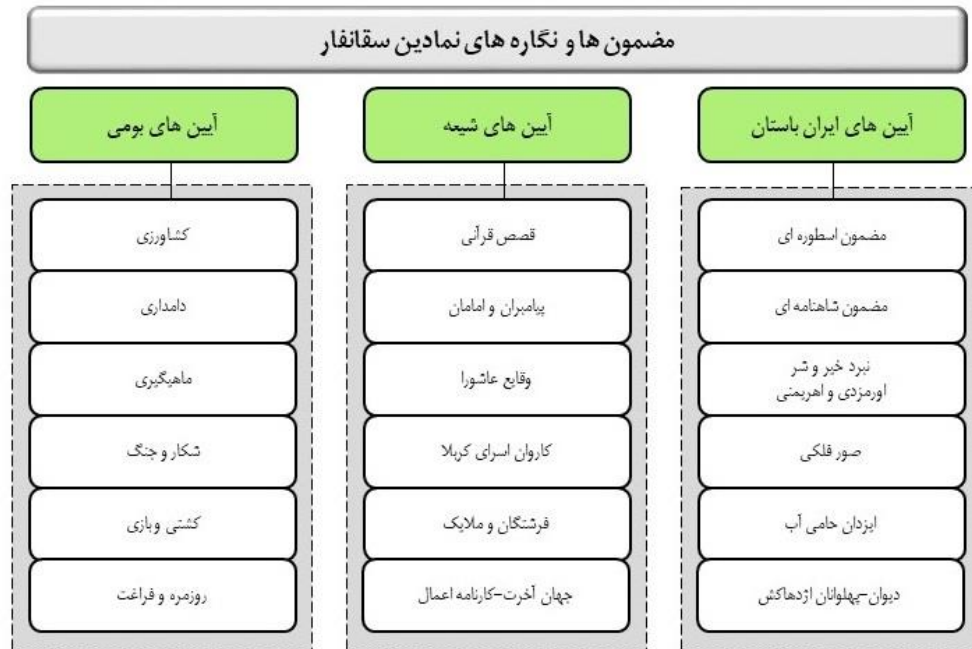 مضمون ها و نگاره های نمادین سقانفار
آیین های ایران باستان
مضمون اسطوره ای
مضمون شاهنامه ای
نبرد خیر و شر
اورمزدی و اهریمنی
صور قلکی
ایزدان حامی آب
دیوان-پهلوانان اژدهاکش
آیین های شیعه
قصص قرآنی
پیامبران و امامان
وقایع عاشورا
کاروان اسرای کربلا
فرشتگان و ملایک
جهان آخرت-کارنامه اعمال
آیین های بومی
کشاورزی
دامداری
ماهیگیری
شکار و جنگ
کشتی و بازی
روزمره و فراغت